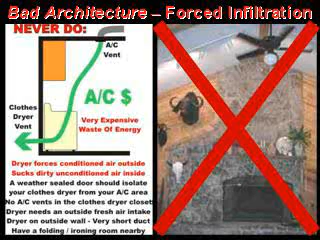 Bad Architecture – Forced Infiltration
NEVER DO:
A/C
Vent
A/C $
Clothes
Dryer
Vent
Very Expensive
Waste Of Energy
Dryer forces conditioned air outside
Sucks dirty unconditioned air inside
A weather sealed door should isolate
your clothes dryer from your A/C area
No A/C vents in the clothes dryer closet
Dryer needs an outside fresh air intake
Dryer on outside wall - Very short duct
Have a folding / ironing room nearby